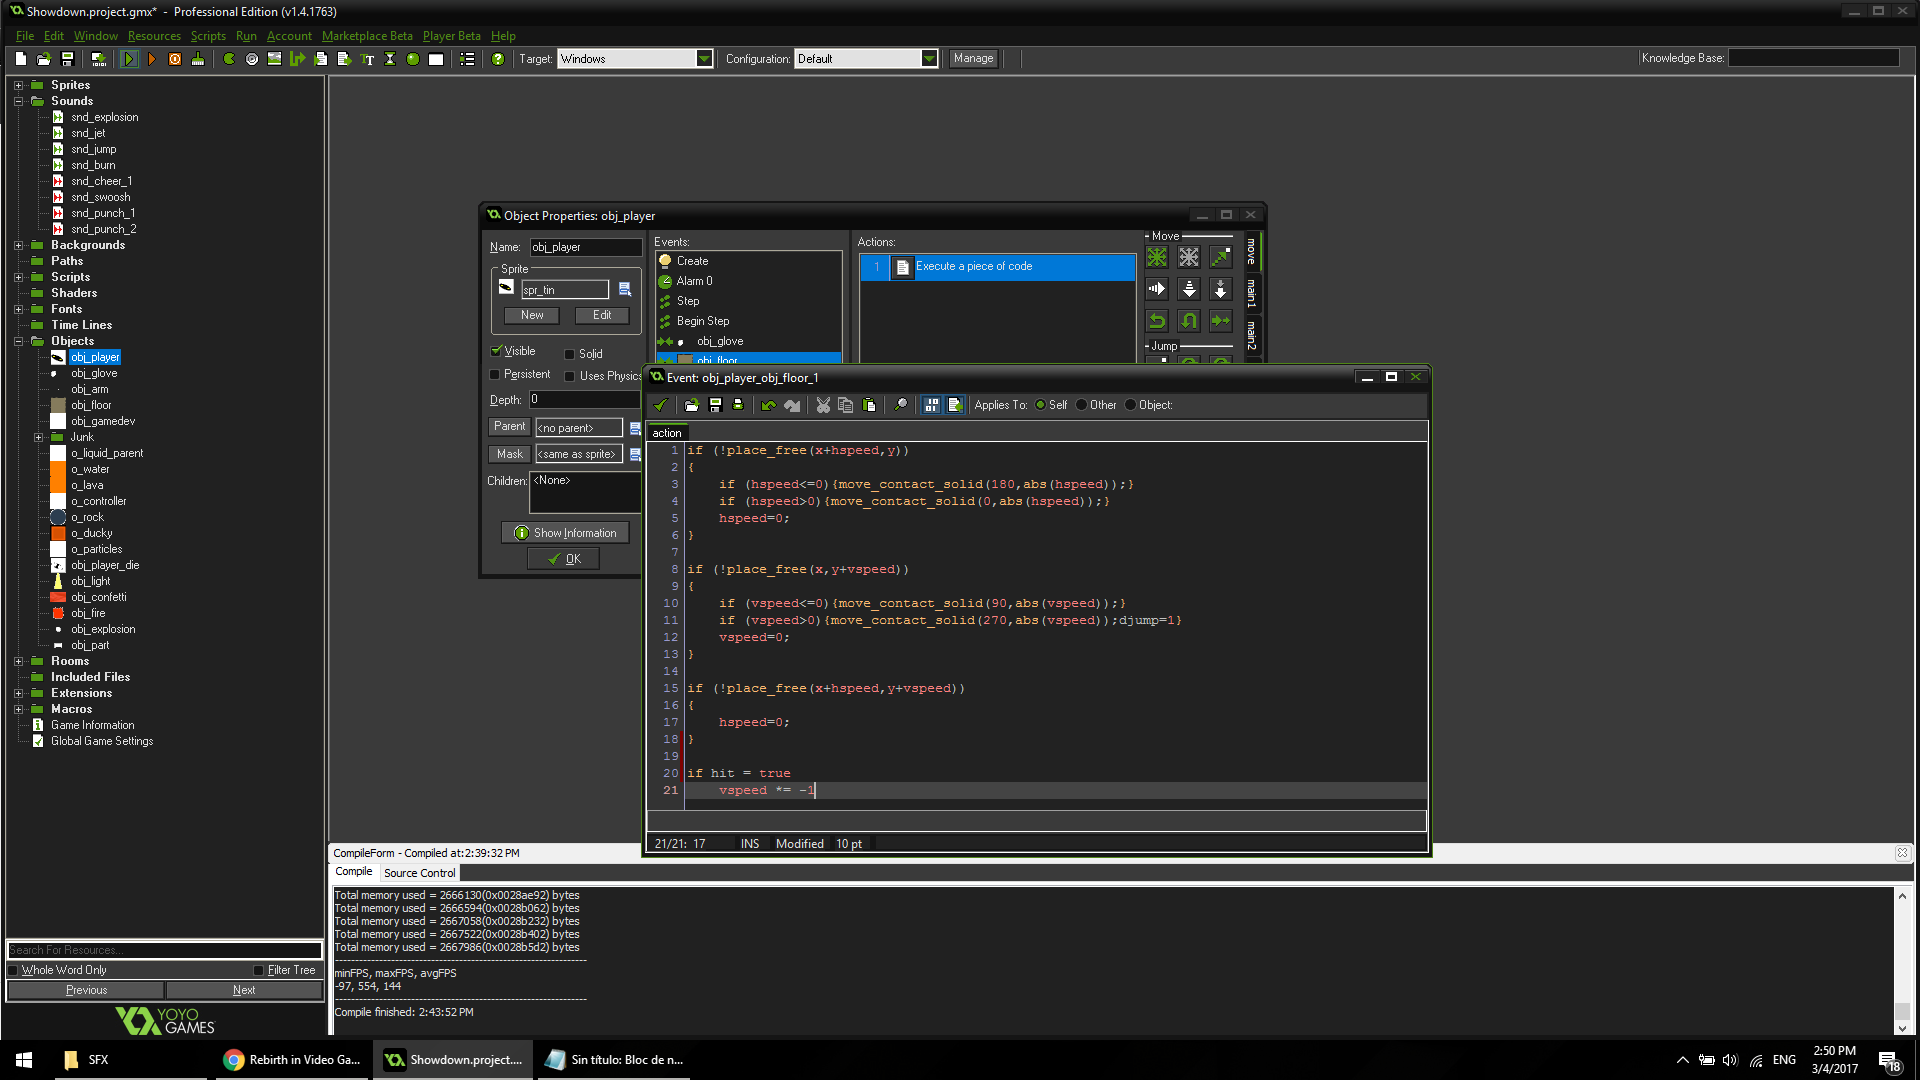 Showdown.project.gmx* - Professional Edition (v1.4.1763)
File Edit Window Resources Scripts Run Account Marketplace Beta Player Beta Help
Target: Windows Configuration: Default Manage Knowledge Base:
Sprites
Sounds
snd_explosion
snd_jet
snd_jump
snd_burn
snd_cheer_1
snd_swoosh
snd_punch_1
snd_punch_2
Backgrounds
Paths
Scripts
Shaders
Fonts
Time Lines
Objects
obj_player
obj_glove
obj_arm
obj_floor
obj_gamedev
Junk
o_liquid_parent
o_water
o_lava
o_controller
o_rock
o_ducky
o_particles
obj_player_die
obj_light
obj_confetti
obj_fire
obj_explosion
obj_part
Rooms
Included Files
Extensions
Macros
Game Information
Global Game Settings
Search For Resources...
Whole Word Only Filter Tree
Previous Next
YOYO
GAMES
Object Properties: obj_player
Name: obj_player
Sprite
spr_tin
New Edit
Visible Solid
Persistent Uses Physics
Depth: 0
Parent <no parent>
Mask <same as sprite>
Children: <None>
Show Information
OK
Events:
Create
Alarm 0
Step
Begin Step
obj_glove
obj_floor
Actions:
1 Execute a piece of code
Move
Jump
move
main1
main2
Event: obj_player_obj_floor_1
Applies To: Self Other Object:
action
1 if (!place_free(x+hspeed,y))
2 {
3 if (hspeed<=0){move_contact_solid(180,abs(hspeed));}
4 if (hspeed>0){move_contact_solid(0,abs(hspeed));}
5 hspeed=0;
6 }
7
8 if (!place_free(x,y+vspeed))
9 {
10 if (vspeed<=0){move_contact_solid(90,abs(vspeed));}
11 if (vspeed>0){move_contact_solid(270,abs(vspeed));djump=1}
12 vspeed=0;
13 }
14
15 if (!place_free(x+hspeed,y+vspeed))
16 {
17 hspeed=0;
18 }
19
20 if hit = true
21 vspeed *= -1
21/21: 17 INS Modified 10 pt
CompileForm - Compiled at:2:39:32 PM
Compile Source Control
Total memory used = 2666130(0x0028ae92) bytes
Total memory used = 2666594(0x0028b062) bytes
Total memory used = 2667058(0x0028b232) bytes
Total memory used = 2667522(0x0028b402) bytes
Total memory used = 2667986(0x0028b5d2) bytes
minFPS, maxFPS, avgFPS
-97, 554, 144
Compile finished: 2:43:52 PM
SFX
Rebirth in Video Ga...
Showdown.project....
Sin título: Bloc de n...
ENG
2:50 PM
3/4/2017
18